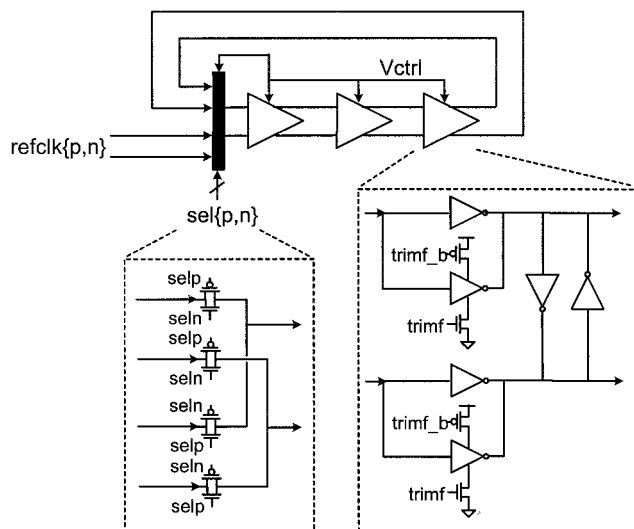 Vctrl
refclk{p,n}
sel{p,n}
selp
seln
selp
seln
seln
selp
seln
selp
trimf_b
trimf
trimf_b
trimf